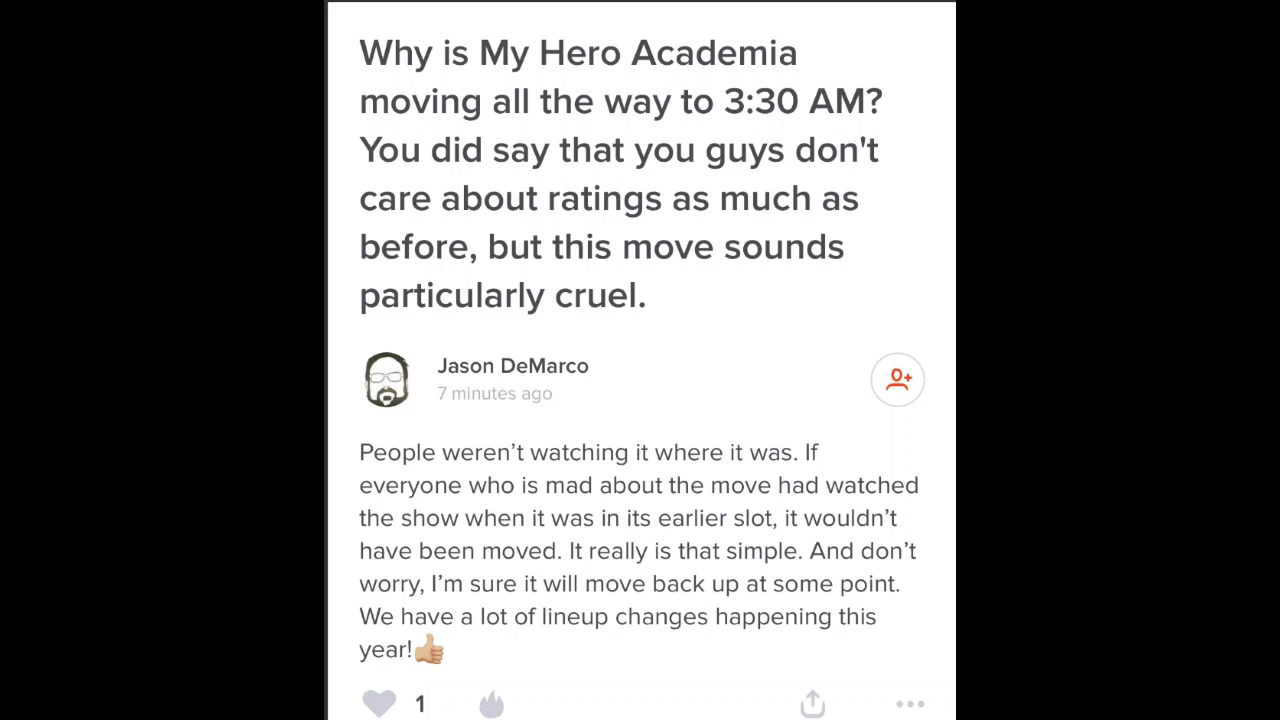 Why is My Hero Academia
moving all the way to 3:30 AM?
You did say that you guys don't
care about ratings as much as
before, but this move sounds
particularly cruel.
Jason DeMarco
7 minutes ago
People weren’t watching it where it was. If
everyone who is mad about the move had watched
the show when it was in its earlier slot, it wouldn’t
have been moved. It really is that simple. And don’t
worry, I’m sure it will move back up at some point.
We have a lot of lineup changes happening this
year!👍🏼
1